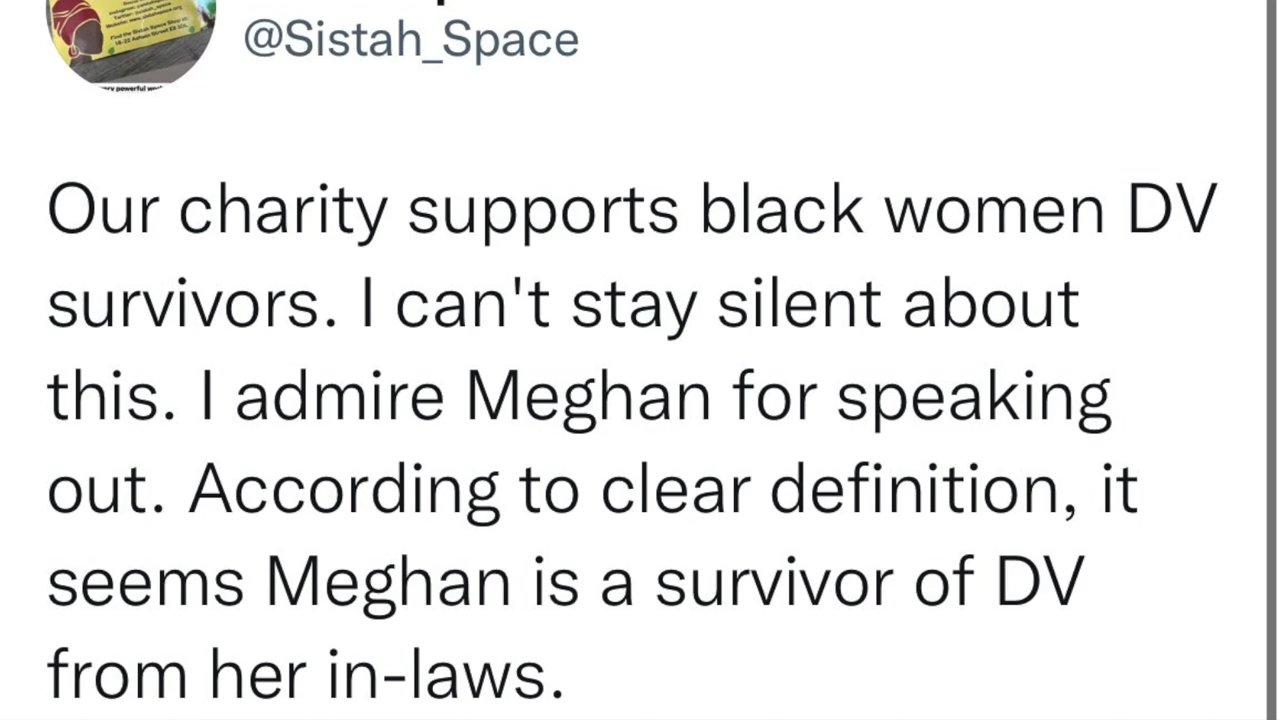 @Sistah_Space
Our charity supports black women DV
survivors. I can't stay silent about
this. I admire Meghan for speaking
out. According to clear definition, it
seems Meghan is a survivor of DV
from her in-laws.